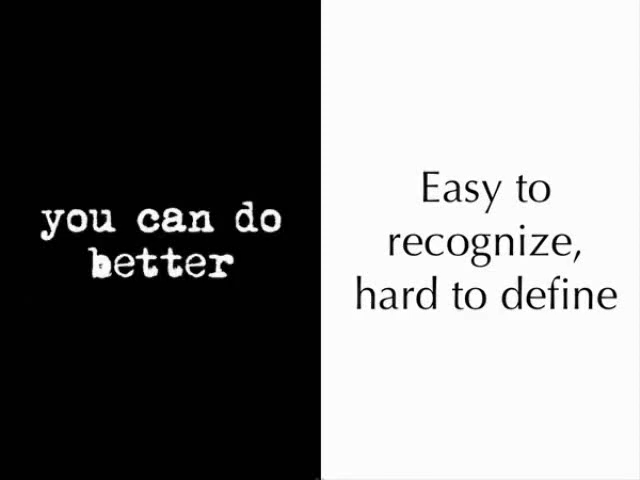 you can do
better
Easy to
recognize,
hard to define